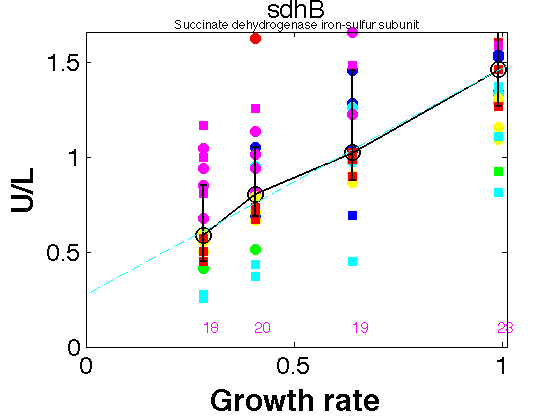 sdhB
Succinate dehydrogenase iron-sulfur subunit
1.5
1
0.5
0
U/L
18 20 19 23
0 0.5 1
Growth rate